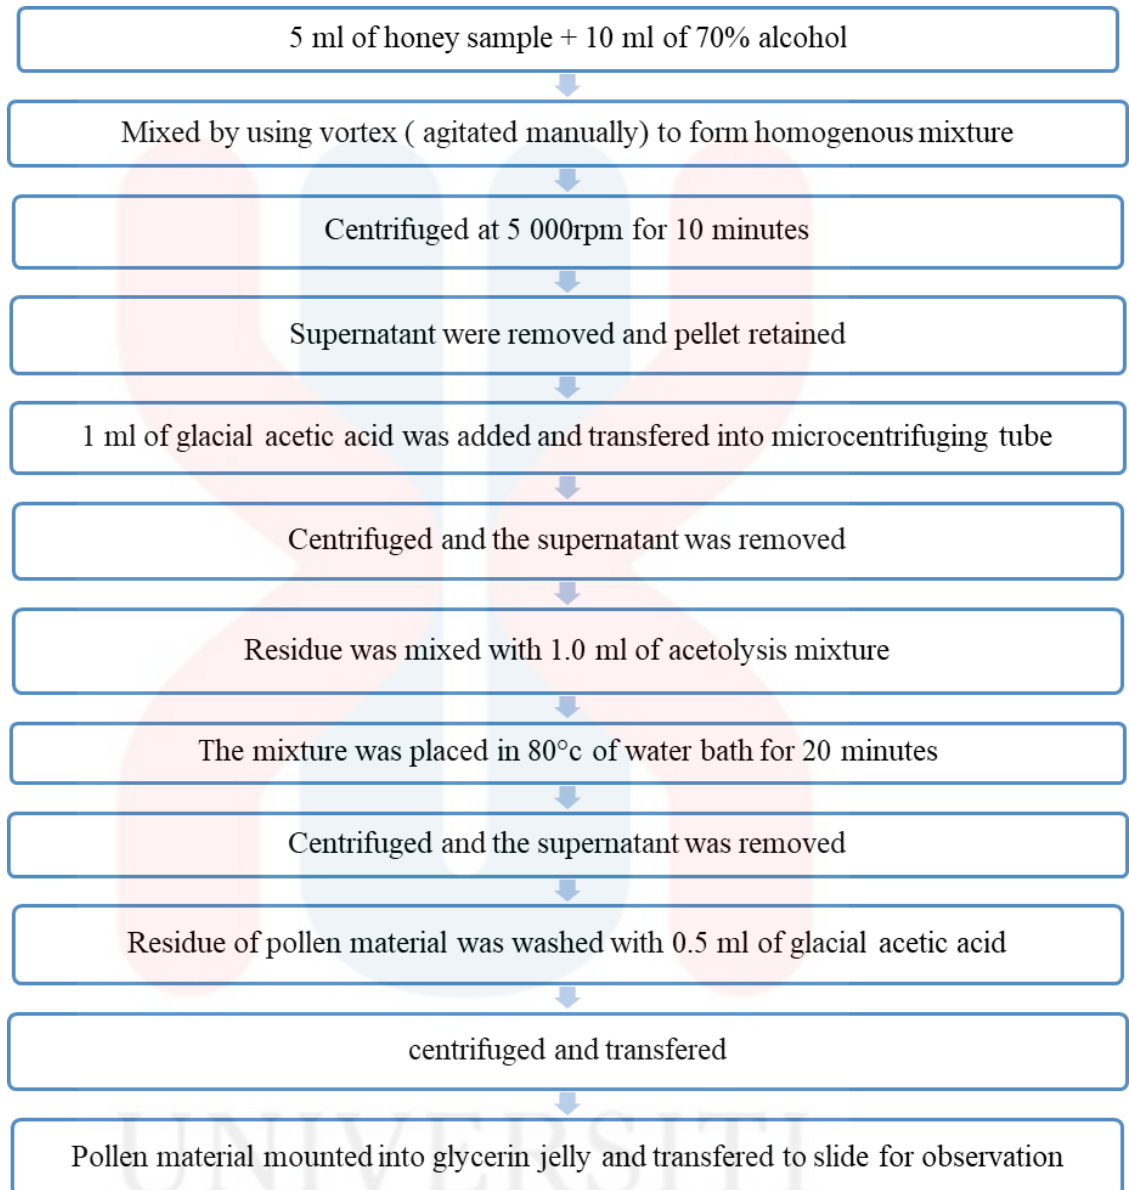 5 ml of honey sample + 10 ml of 70% alcohol
Mixed by using vortex ( agitated manually) to form homogenous mixture
Centrifuged at 5 000rpm for 10 minutes
Supernatant were removed and pellet retained
1 ml of glacial acetic acid was added and transfered into microcentrifuging tube
Centrifuged and the supernatant was removed
Residue was mixed with 1.0 ml of acetolysis mixture
The mixture was placed in 80°c of water bath for 20 minutes
Centrifuged and the supernatant was removed
Residue of pollen material was washed with 0.5 ml of glacial acetic acid
centrifuged and transfered
UNIVERSITI
Pollen material mounted into glycerin jelly and transfered to slide for observation